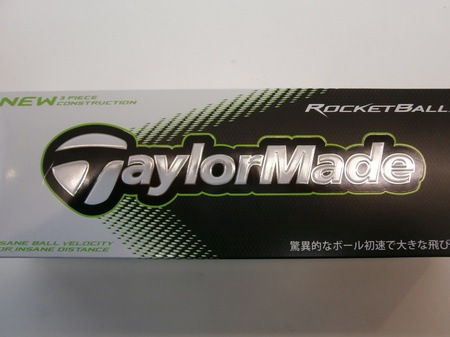 NEW 3 PIECE
CONSTRUCTION
ROCKETBALL
TaylorMade
SANE BALL VELOCITY
OR INSANE DISTANCE
驚異的なボール初速で大きな飛び